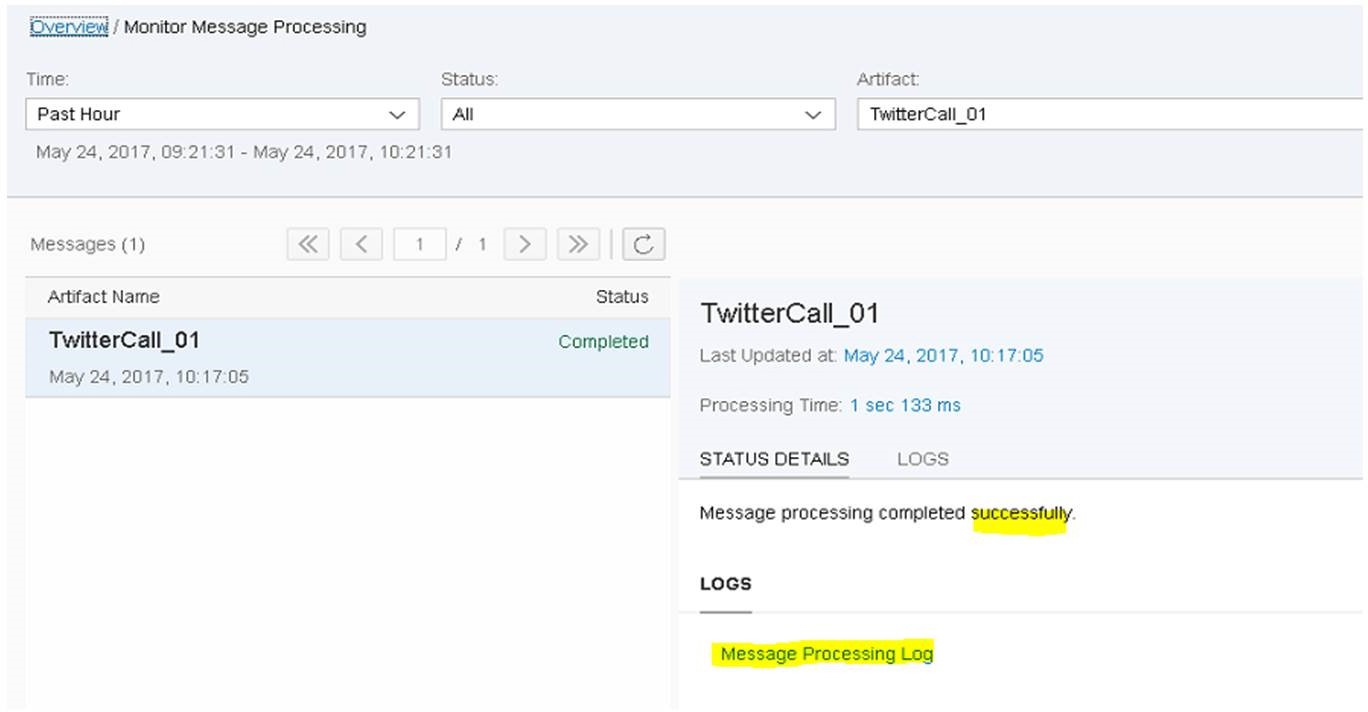 Overview / Monitor Message Processing
Time: Status: Artifact:
Past Hour All TwitterCall_01
May 24, 2017, 09:21:31 - May 24, 2017, 10:21:31
Messages (1) 1 / 1
Artifact Name Status
TwitterCall_01 Completed
May 24, 2017, 10:17:05
TwitterCall_01
Last Updated at: May 24, 2017, 10:17:05
Processing Time: 1 sec 133 ms
STATUS DETAILS LOGS
Message processing completed successfully.
LOGS
Message Processing Log